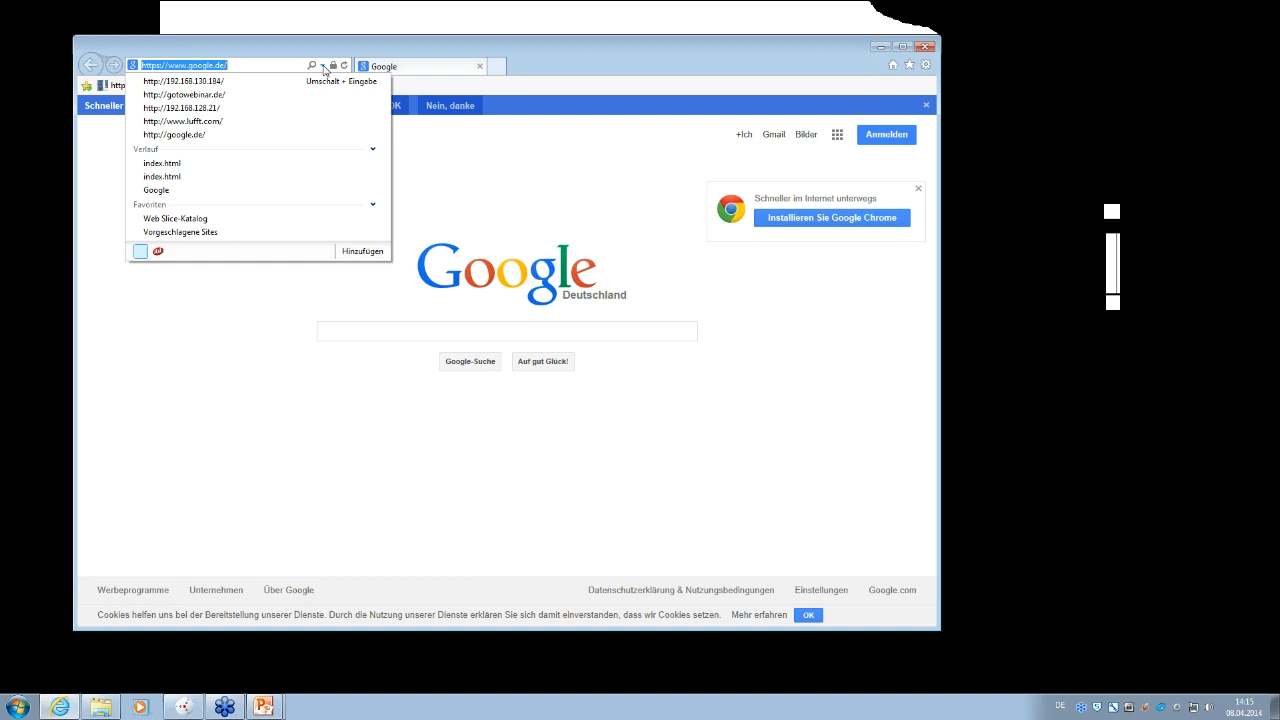 https://www.google.de/
Google
http
http://192.168.130.184/ Umschalt + Eingabe
http://gotowebinar.de/
http://192.168.128.21/
http://www.lufft.com/
http://google.de/
Verlauf
index.html
index.html
Google
Favoriten
Web Slice-Katalog
Vorgeschlagene Sites
Hinzufügen
Schneller OK Nein, danke
+Ich Gmail Bilder Anmelden
Schneller im Internet unterwegs
Installieren Sie Google Chrome
Google
Deutschland
Google-Suche Auf gut Glück!
Werbeprogramme Unternehmen Über Google Datenschutzerklärung & Nutzungsbedingungen Einstellungen Google.com
Cookies helfen uns bei der Bereitstellung unserer Dienste. Durch die Nutzung unserer Dienste erklären Sie sich damit einverstanden, dass wir Cookies setzen. Mehr erfahren OK
DE 14:15
08.04.2014